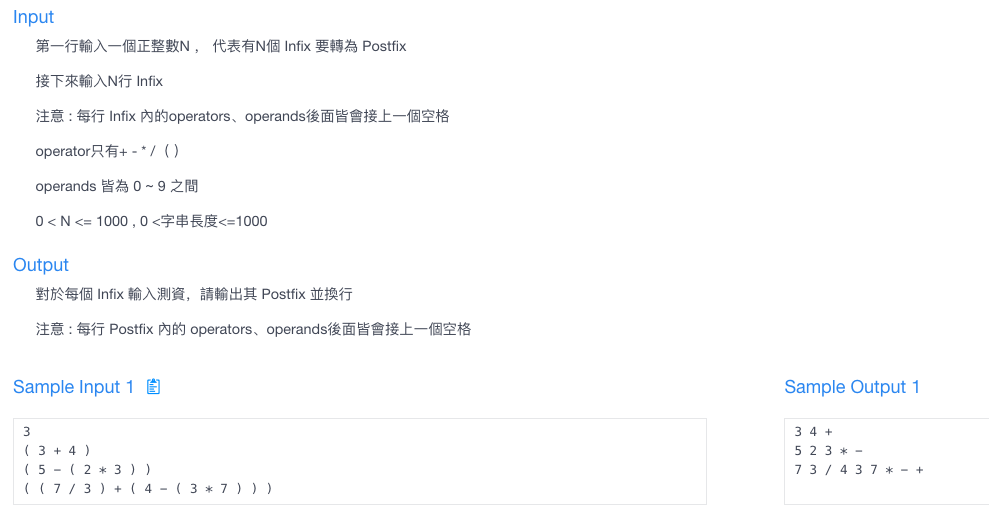 Input
第一行輸入一個正整數N ， 代表有N個 Infix 要轉為 Postfix
接下來輸入N行 Infix
注意 : 每行 Infix 內的operators、operands後面皆會接上一個空格
operator只有+ - * / ( )
operands 皆為 0 ~ 9 之間
0 < N <= 1000 , 0 <字串長度<=1000
Output
對於每個 Infix 輸入測資，請輸出其 Postfix 並換行
注意 : 每行 Postfix 內的 operators、operands後面皆會接上一個空格
Sample Input 1
3
( 3 + 4 )
( 5 - ( 2 * 3 ) )
( ( 7 / 3 ) + ( 4 - ( 3 * 7 ) ) )
Sample Output 1
3 4 +
5 2 3 * -
7 3 / 4 3 7 * - +